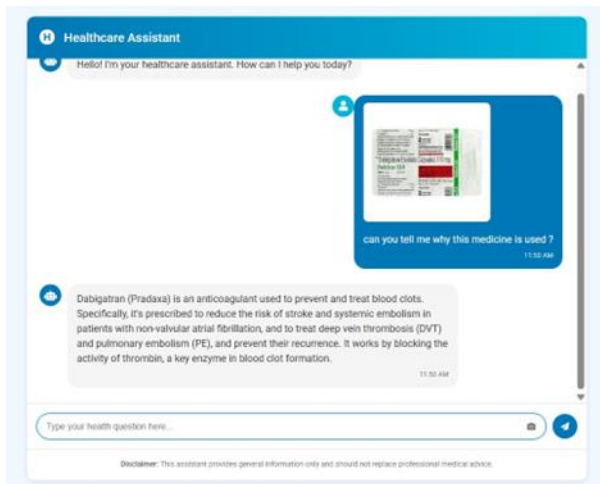 H Healthcare Assistant
Hello! I'm your healthcare assistant. How can I help you today?
Dabigatran Etexilate Capsules 110 mg
can you tell me why this medicine is used ?
11:50 AM
Dabigatran (Pradaxa) is an anticoagulant used to prevent and treat blood clots.
Specifically, it's prescribed to reduce the risk of stroke and systemic embolism in
patients with non-valvular atrial fibrillation, and to treat deep vein thrombosis (DVT)
and pulmonary embolism (PE), and prevent their recurrence. It works by blocking the
activity of thrombin, a key enzyme in blood clot formation.
11:50 AM
Type your health question here...
Disclaimer: This assistant provides general information only and should not replace professional medical advice.